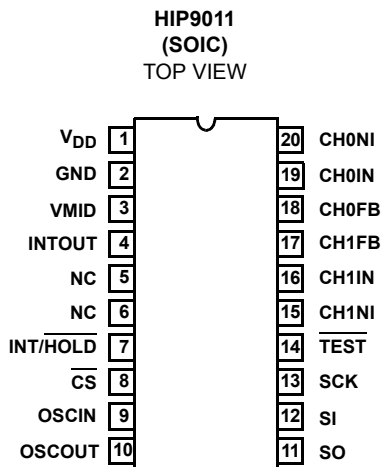 HIP9011
(SOIC)
TOP VIEW
VDD 1 20 CH0NI
GND 2 19 CH0IN
VMID 3 18 CH0FB
INTOUT 4 17 CH1FB
NC 5 16 CH1IN
NC 6 15 CH1NI
INT/HOLD 7 14 TEST
CS 8 13 SCK
OSCIN 9 12 SI
OSCOUT 10 11 SO